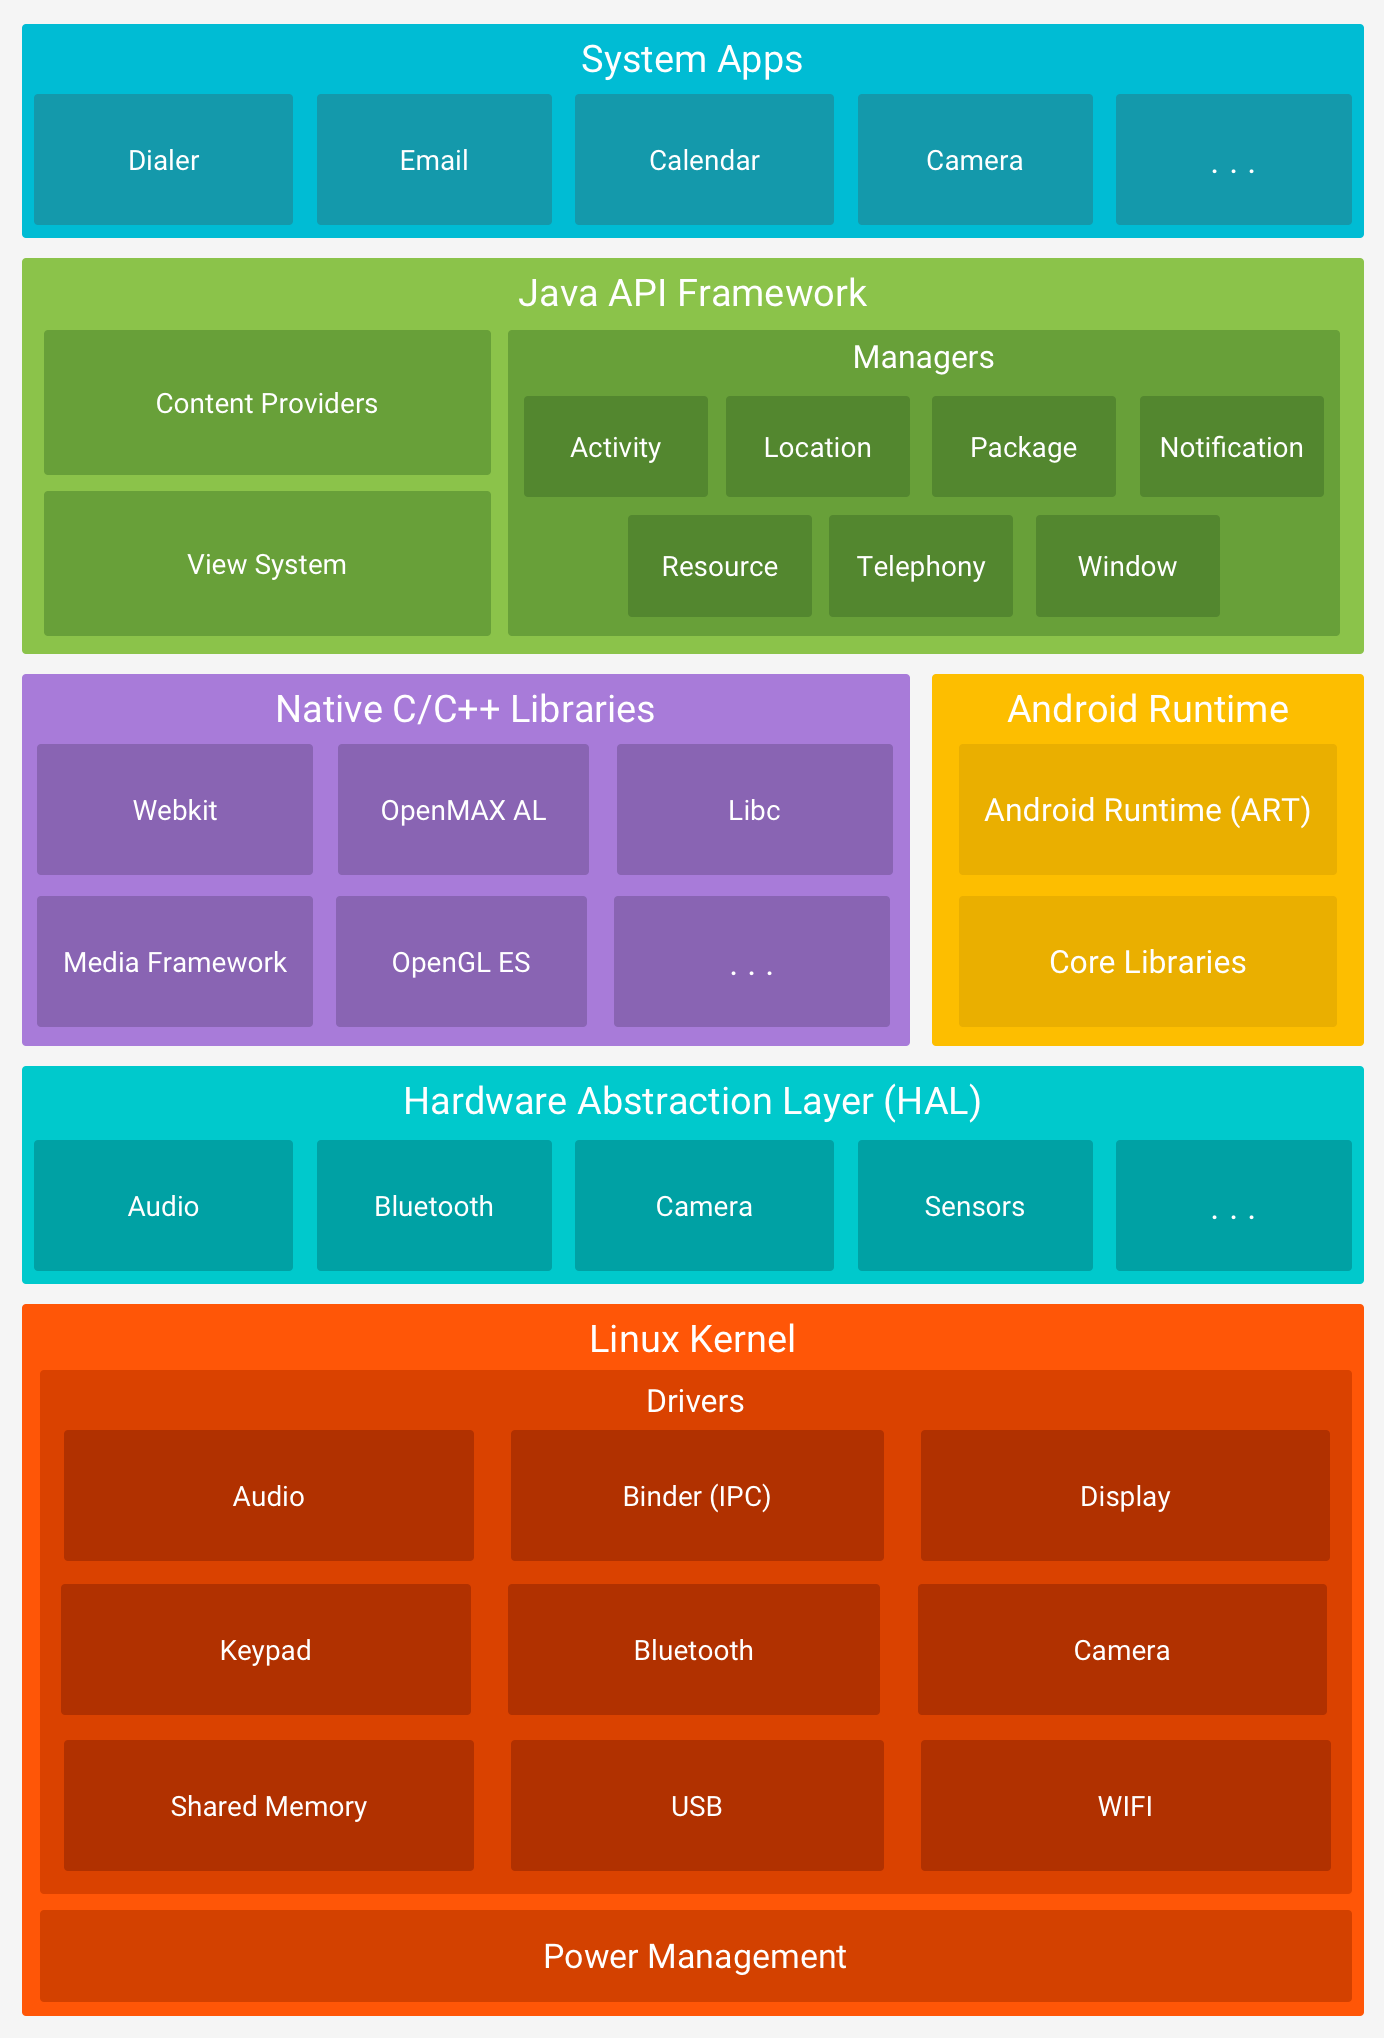 System Apps
Dialer
Email
Calendar
Camera
. . .
Java API Framework
Content Providers
View System
Managers
Activity
Location
Package
Notification
Resource
Telephony
Window
Native C/C++ Libraries
Webkit
OpenMAX AL
Libc
Media Framework
OpenGL ES
. . .
Android Runtime
Android Runtime (ART)
Core Libraries
Hardware Abstraction Layer (HAL)
Audio
Bluetooth
Camera
Sensors
. . .
Linux Kernel
Drivers
Audio
Binder (IPC)
Display
Keypad
Bluetooth
Camera
Shared Memory
USB
WIFI
Power Management